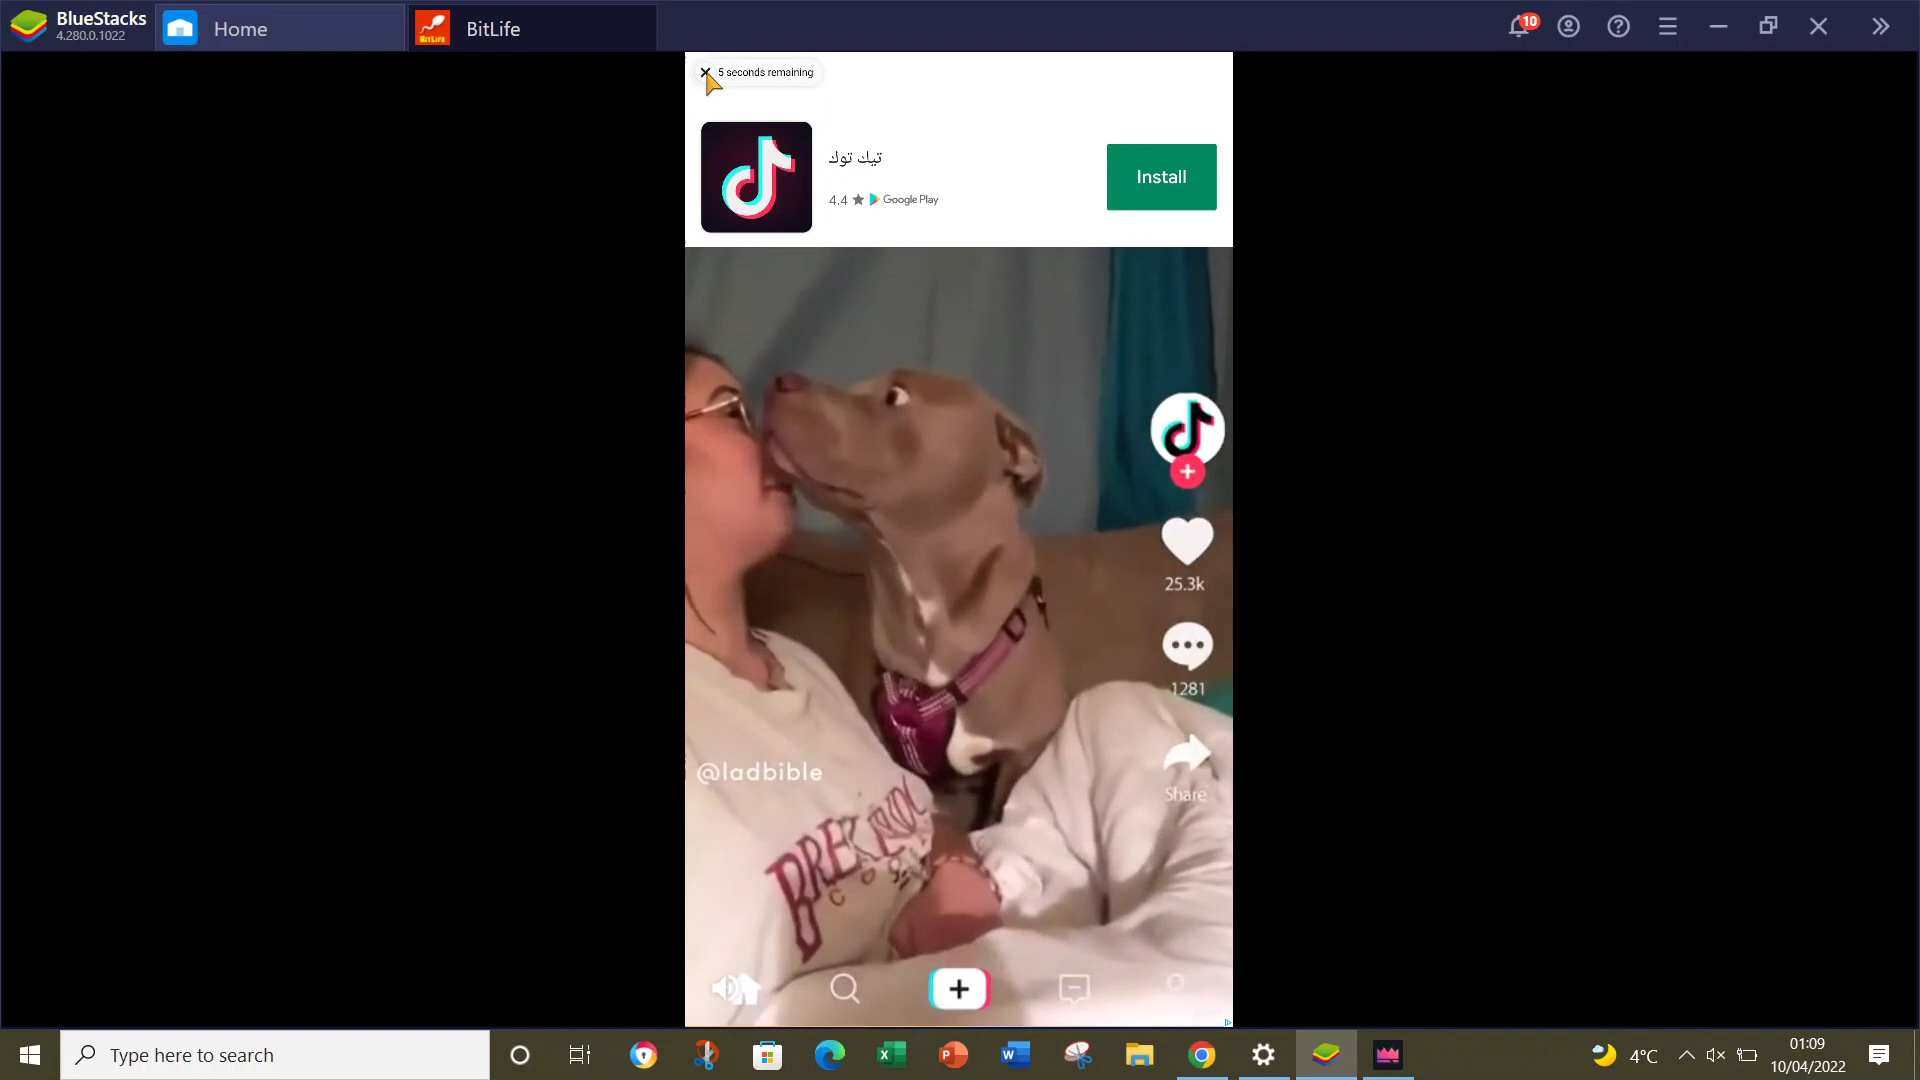 BlueStacks
4.280.0.1022
Home
BitLife
10
5 seconds remaining
تيك توك
4.4 ★ Google Play
Install
25.3k
1281
@ladbible
Share
Type here to search
4°C
01:09
10/04/2022